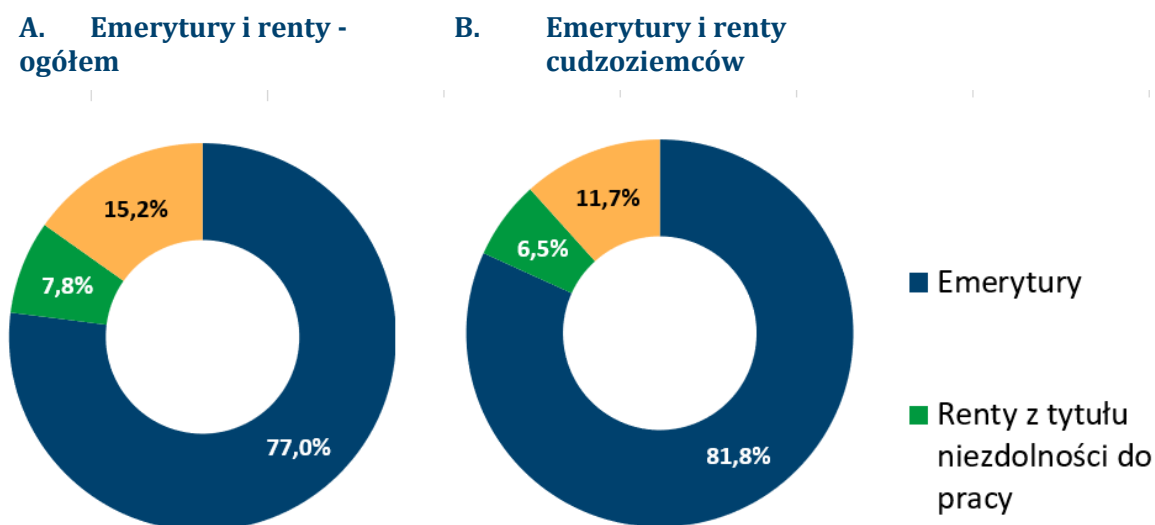 A. Emerytury i renty -
ogółem
B. Emerytury i renty
cudzoziemców
15,2%
7,8%
77,0%
11,7%
6,5%
81,8%
Emerytury
Renty z tytułu
niezdolności do
pracy